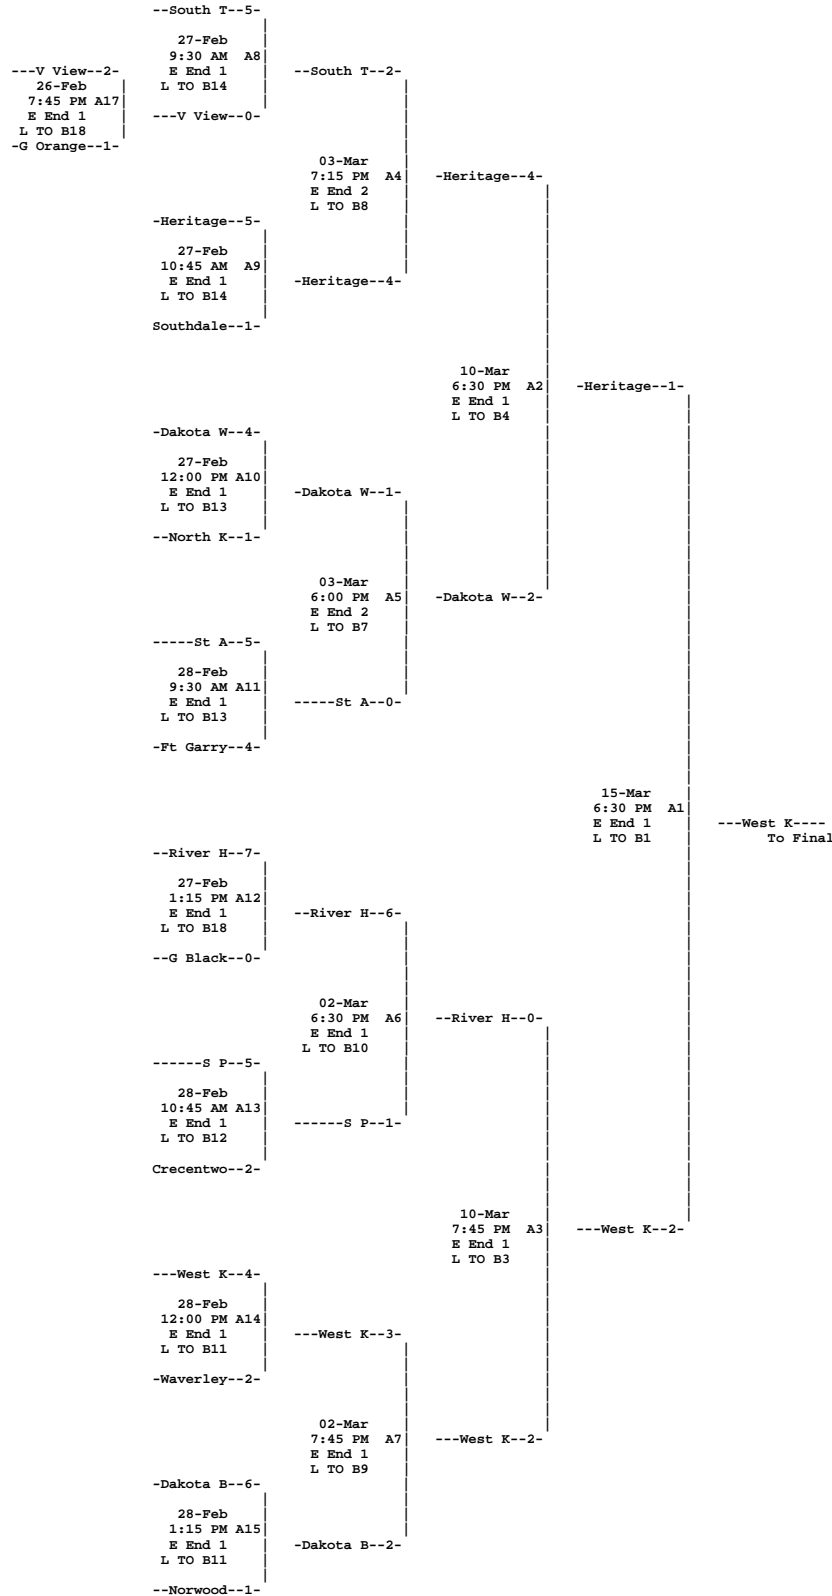 --South T--5-
27-Feb
9:30 AM A8
---V View--2- E End 1 --South T--2-
26-Feb L TO B14
7:45 PM A17
E End 1 ---V View--0-
L TO B18
-G Orange--1-
03-Mar
7:15 PM A4 -Heritage--4-
E End 2
L TO B8
-Heritage--5-
27-Feb
10:45 AM A9
E End 1 -Heritage--4-
L TO B14
Southdale--1-
10-Mar
6:30 PM A2 -Heritage--1-
E End 1
L TO B4
-Dakota W--4-
27-Feb
12:00 PM A10
E End 1 -Dakota W--1-
L TO B13
--North K--1-
03-Mar
6:00 PM A5 -Dakota W--2-
E End 2
L TO B7
-----St A--5-
28-Feb
9:30 AM A11
E End 1 -----St A--0-
L TO B13
-Ft Garry--4-
15-Mar
6:30 PM A1
E End 1 ---West K----
L TO B1 To Final
--River H--7-
27-Feb
1:15 PM A12
E End 1 --River H--6-
L TO B18
--G Black--0-
02-Mar
6:30 PM A6 --River H--0-
E End 1
L TO B10
------S P--5-
28-Feb
10:45 AM A13
E End 1 ------S P--1-
L TO B12
Crecentwo--2-
10-Mar
7:45 PM A3 ---West K--2-
E End 1
L TO B3
---West K--4-
28-Feb
12:00 PM A14
E End 1 ---West K--3-
L TO B11
-Waverley--2-
02-Mar
7:45 PM A7 ---West K--2-
E End 1
L TO B9
-Dakota B--6-
28-Feb
1:15 PM A15
E End 1 -Dakota B--2-
L TO B11
--Norwood--1-